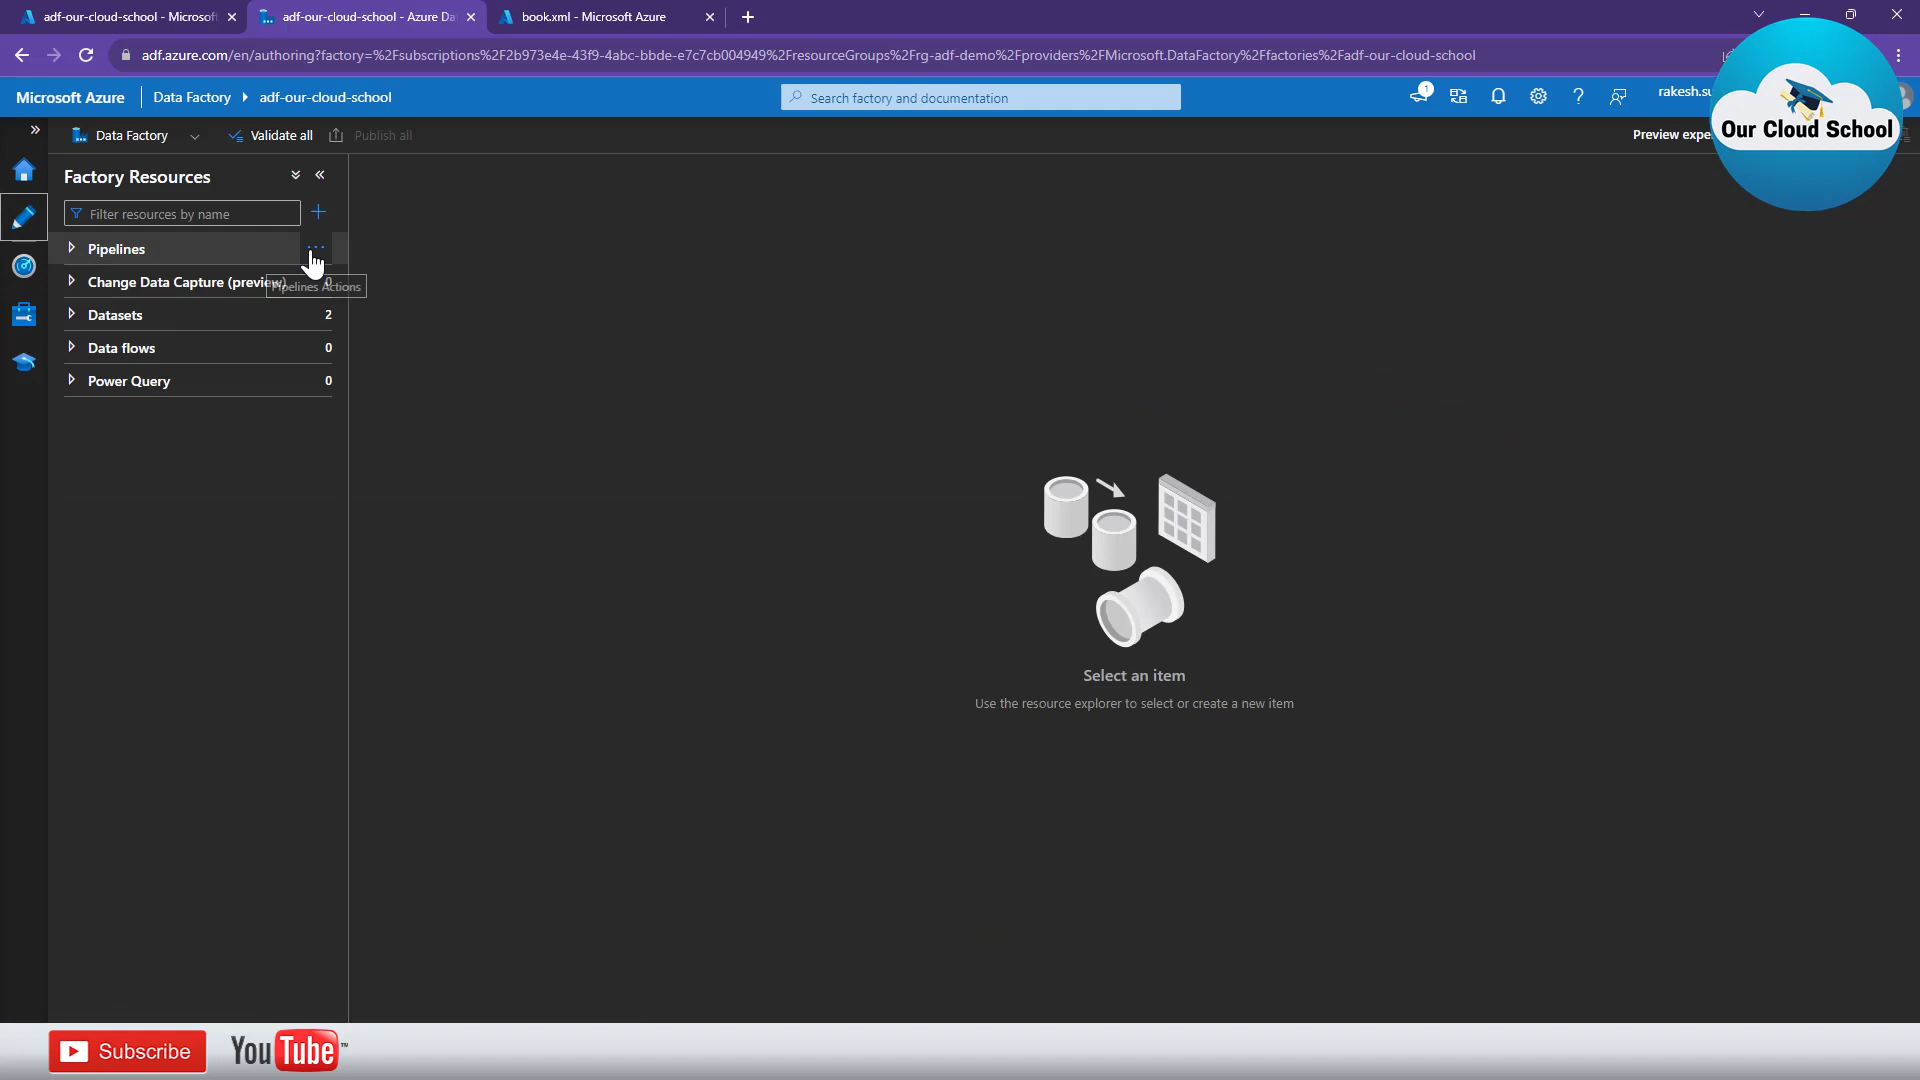 adf-our-cloud-school - Microsof
adf-our-cloud-school - Azure Da
book.xml - Microsoft Azure
adf.azure.com/en/authoring?factory=%2Fsubscriptions%2F2b973e4e-43f9-4abc-bbde-e7c7cb004949%2FresourceGroups%2Frg-adf-demo%2Fproviders%2FMicrosoft.DataFactory%2Ffactories%2Fadf-our-cloud-school
Microsoft Azure
Data Factory
adf-our-cloud-school
Search factory and documentation
1
rakesh.su
Our Cloud School
Data Factory
Validate all
Publish all
Preview expe
Factory Resources
Filter resources by name
Pipelines
Change Data Capture (preview)
0
Pipelines Actions
Datasets
2
Data flows
0
Power Query
0
Select an item
Use the resource explorer to select or create a new item
Subscribe
YouTube
TM